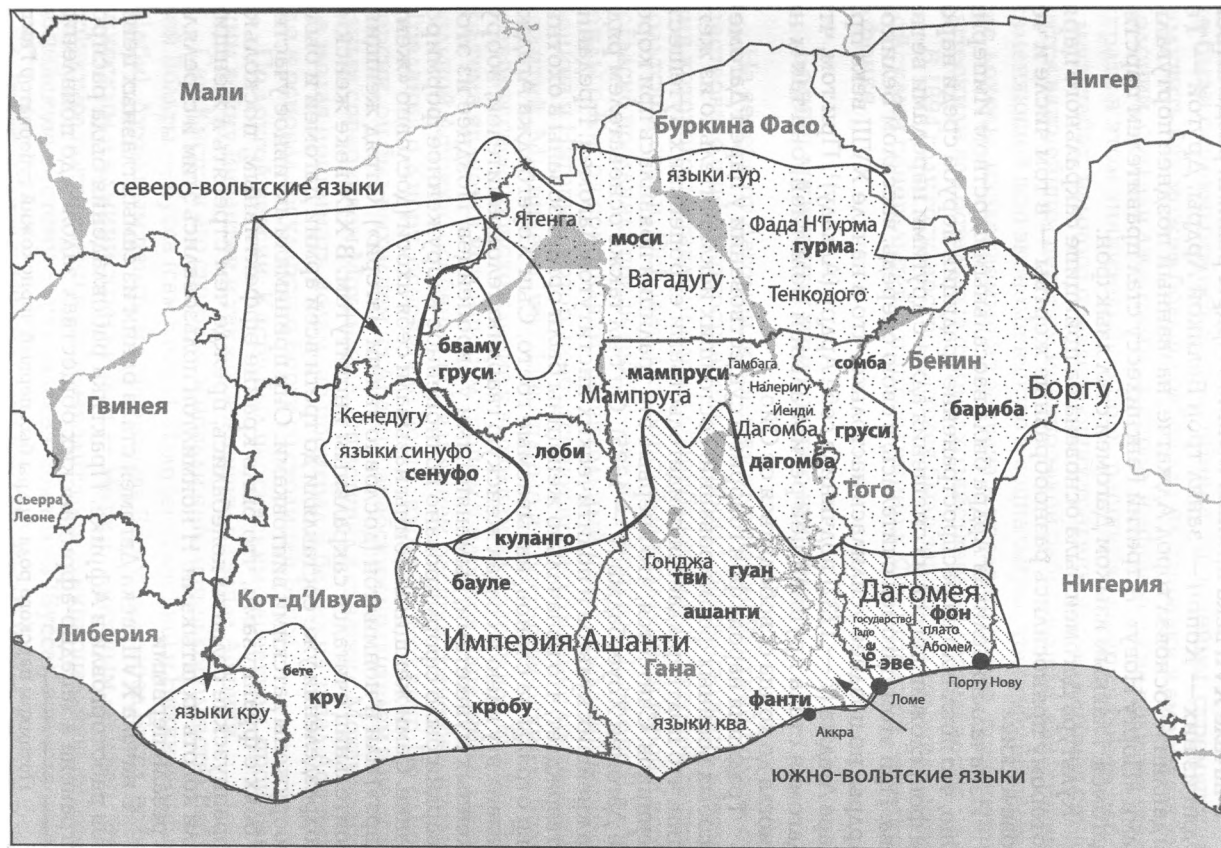 Мали
Нигер
Буркина Фасо
северо-вольтские языки
языки гур
Ятенга
Фада Н'Гурма
моси
гурма
Вагадугу
Тенкодого
бваму
груси
мампруси
Тамбага
сомба
Бенин
Мампруга
Налеригу
Боргу
Гвинея
Кенедугу
Йенди
бариба
Дагомба
груси
языки синуфо
лоби
сенуфо
дагомба
Того
Сьерра
Леоне
куланго
Гонджа
тви
гуан
бауле
Дагомея
Нигерия
Кот-д'Ивуар
ашанти
государство
Тадо
фон
плато
Абомей
Либерия
Империя Ашанти
гбе
эве
Гана
бете
кру
Порту Нову
языки кру
кробу
фанти
Ломе
языки ква
Аккра
южно-вольтские языки